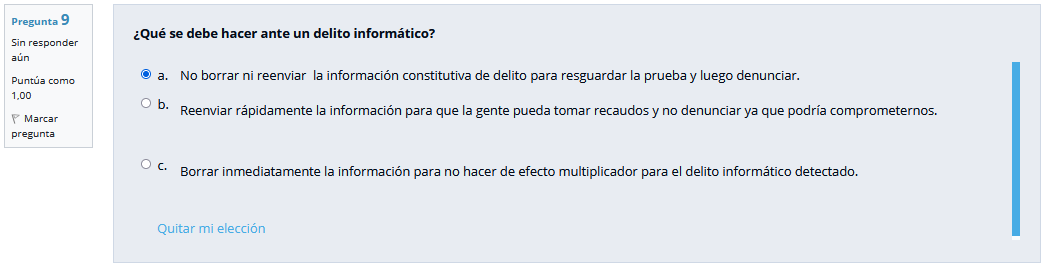 Pregunta 9
Sin responder
aún
Puntúa como
1,00
Marcar
pregunta
¿Qué se debe hacer ante un delito informático?
a. No borrar ni reenviar la información constitutiva de delito para resguardar la prueba y luego denunciar.
b. Reenviar rápidamente la información para que la gente pueda tomar recaudos y no denunciar ya que podría comprometernos.
c. Borrar inmediatamente la información para no hacer de efecto multiplicador para el delito informático detectado.
Quitar mi elección